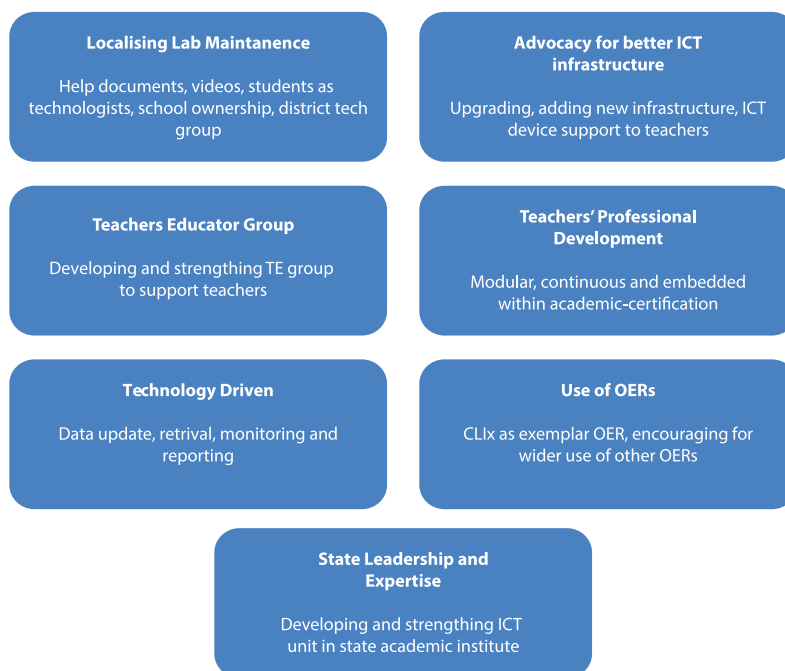 Localising Lab Maintanence
Help documents, videos, students as
technologists, school ownership, district tech
group
Advocacy for better ICT
infrastructure
Upgrading, adding new infrastructure, ICT
device support to teachers
Teachers Educator Group
Developing and strengthing TE group
to support teachers
Teachers’ Professional
Development
Modular, continuous and embedded
within academic-certification
Technology Driven
Data update, retrival, monitoring and
reporting
Use of OERs
CLIx as exemplar OER, encouraging for
wider use of other OERs
State Leadership and
Expertise
Developing and strengthing ICT
unit in state academic institute